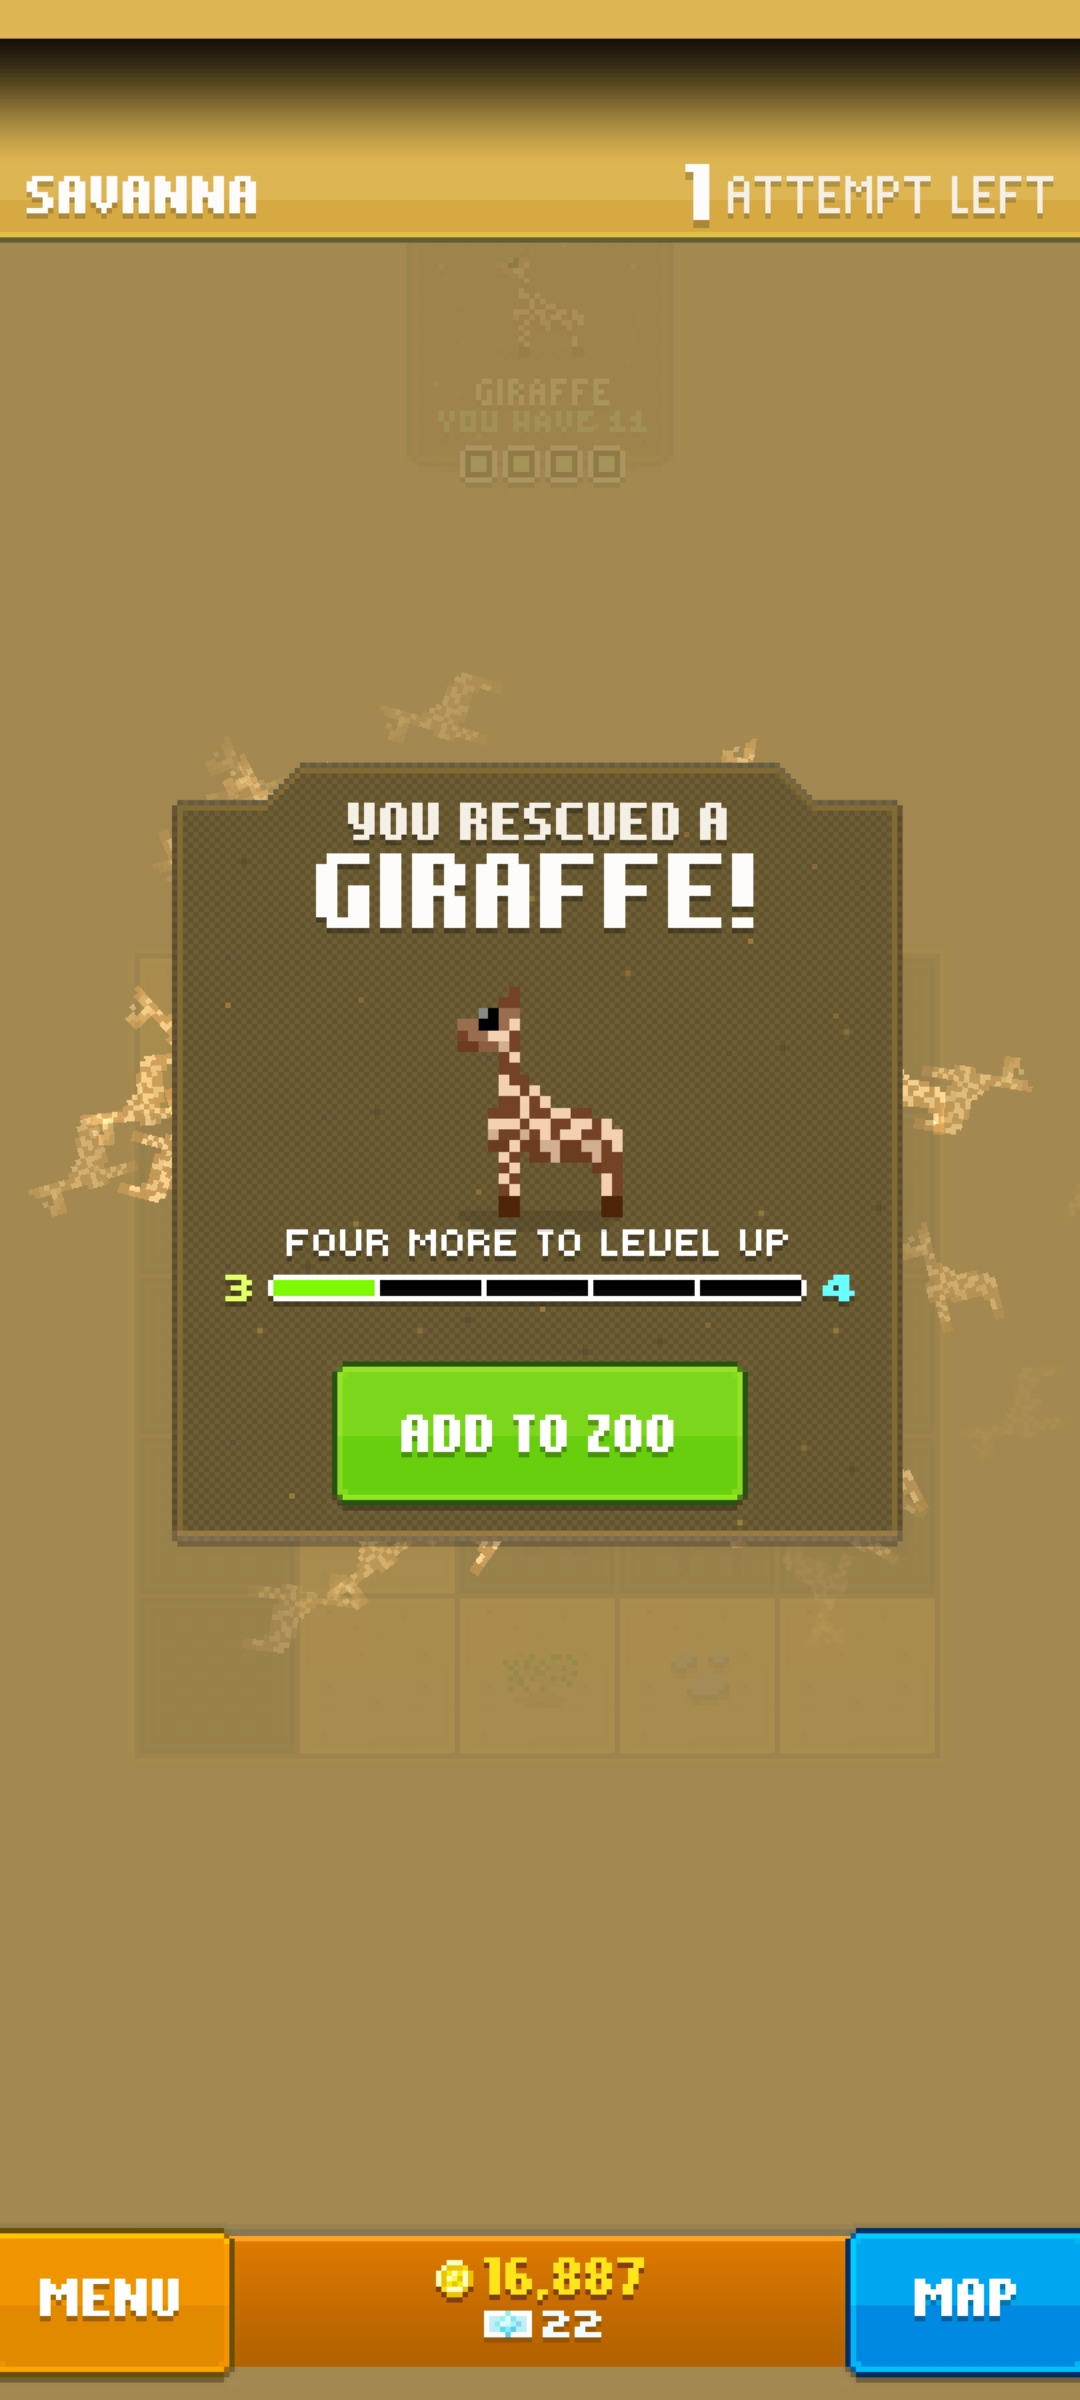 SAVANNA
1 ATTEMPT LEFT
GIRAFFE
YOU HAVE 11
YOU RESCUED A
GIRAFFE!
FOUR MORE TO LEVEL UP
3 4
ADD TO ZOO
MENU
16,887
22
MAP